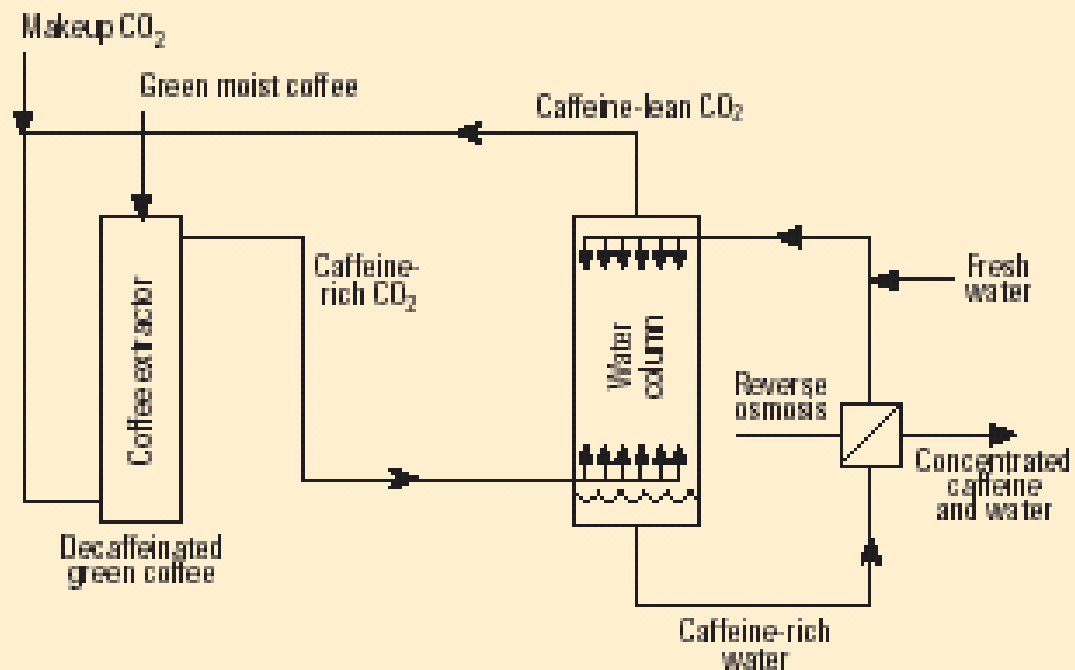 Makeup CO₂
Green moist coffee
Caffeine-lean CO₂
Coffee extractor
Caffeine-
rich CO₂
Water
column
Fresh
water
Reverse
osmosis
Concentrated
caffeine
and water
Decaffeinated
green coffee
Caffeine-rich
water